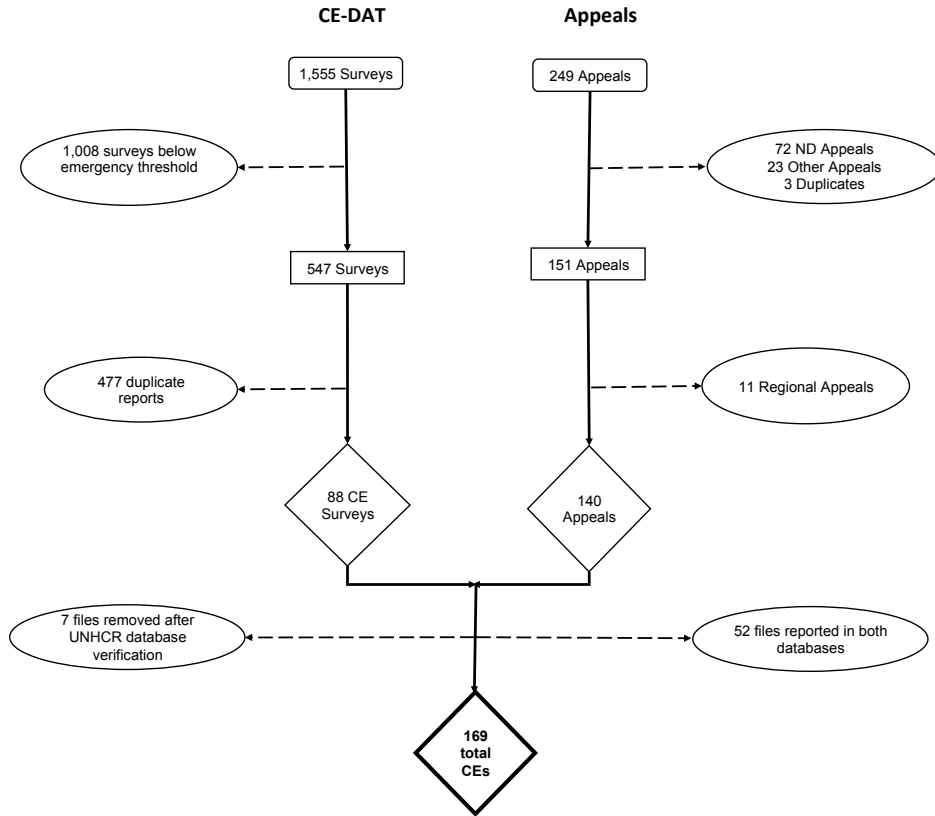 CE-DAT
Appeals
1,555 Surveys
249 Appeals
1,008 surveys below
emergency threshold
72 ND Appeals
23 Other Appeals
3 Duplicates
547 Surveys
151 Appeals
477 duplicate
reports
11 Regional Appeals
88 CE
Surveys
140
Appeals
7 files removed after
UNHCR database
verification
52 files reported in both
databases
169
total
CEs